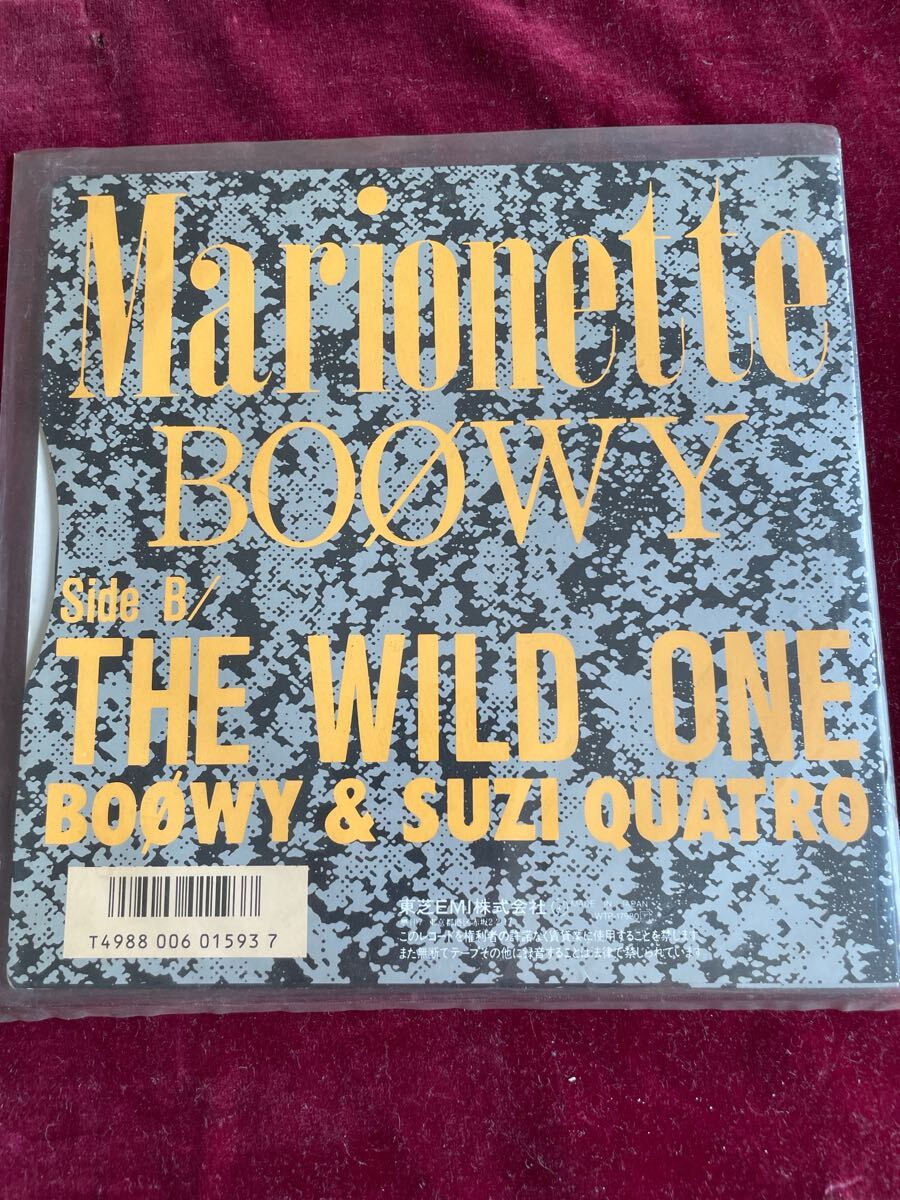 Marionette
BOØWY
Side B/
THE WILD ONE
BOØWY & SUZI QUATRO
T4988 006 01593 7
東芝EMI株式会社 MADE IN JAPAN
このレコードを権利者の許諾なく賃貸業に使用することを禁じます
また無断でテープその他に録音することは法律で禁じられています